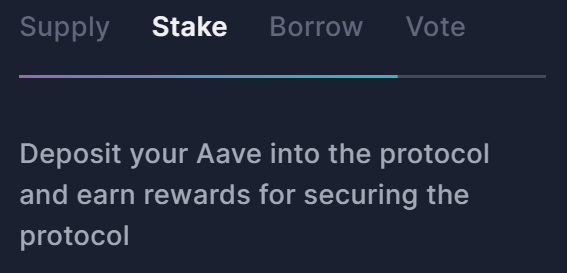 Supply Stake Borrow Vote
Deposit your Aave into the protocol
and earn rewards for securing the
protocol